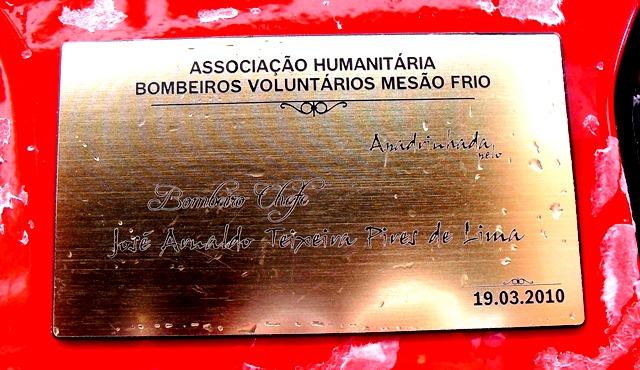 ASSOCIAÇÃO HUMANITÁRIA
BOMBEIROS VOLUNTÁRIOS MESÃO FRIO
Amadrinhada
pelo
Bombeiro Chefe
José Arnaldo Teixeira Pires de Lima
19.03.2010